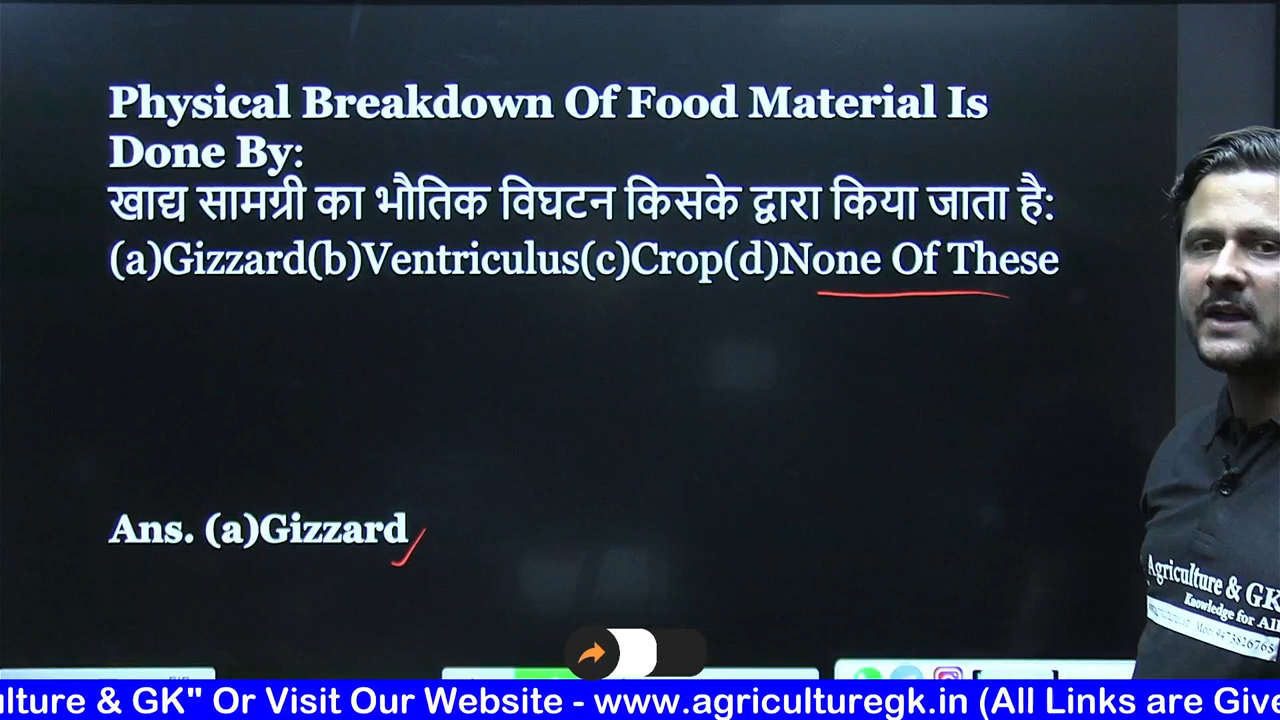 Physical Breakdown Of Food Material Is
Done By:
खाद्य सामग्री का भौतिक विघटन किसके द्वारा किया जाता है:
(a)Gizzard(b)Ventriculus(c)Crop(d)None Of These
Ans. (a)Gizzard
Agriculture & GK
Knowledge for All
ulture & GK" Or Visit Our Website - www.agriculturegk.in (All Links are Give